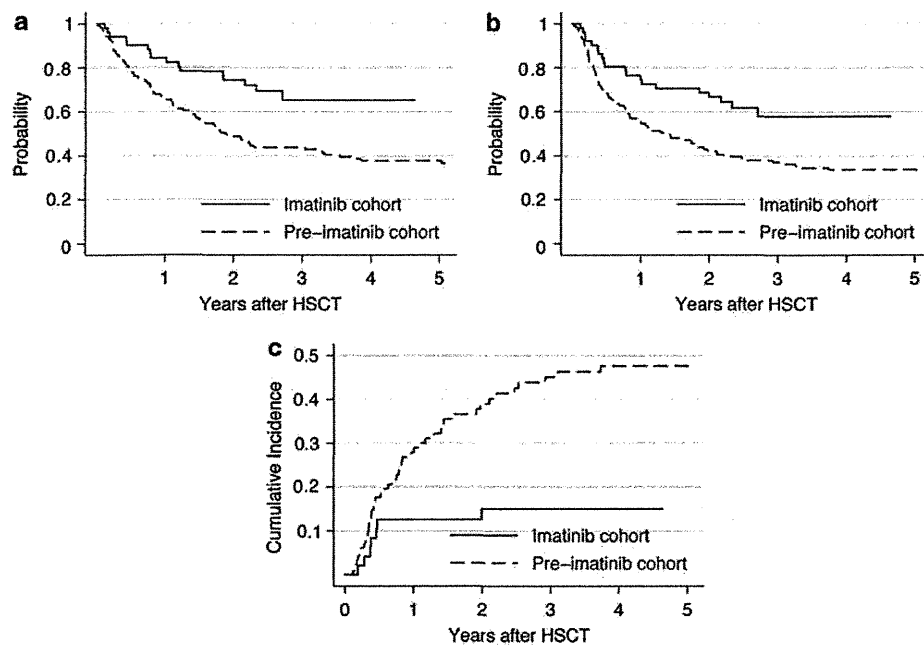 a
1
0.8
0.6
0.4
0.2
0
Probability
Imatinib cohort
Pre-imatinib cohort
1 2 3 4 5
Years after HSCT
b
1
0.8
0.6
0.4
0.2
0
Probability
Imatinib cohort
Pre-imatinib cohort
1 2 3 4 5
Years after HSCT
c
0.5
0.4
0.3
0.2
0.1
Cumulative Incidence
Imatinib cohort
Pre-imatinib cohort
0 1 2 3 4 5
Years after HSCT